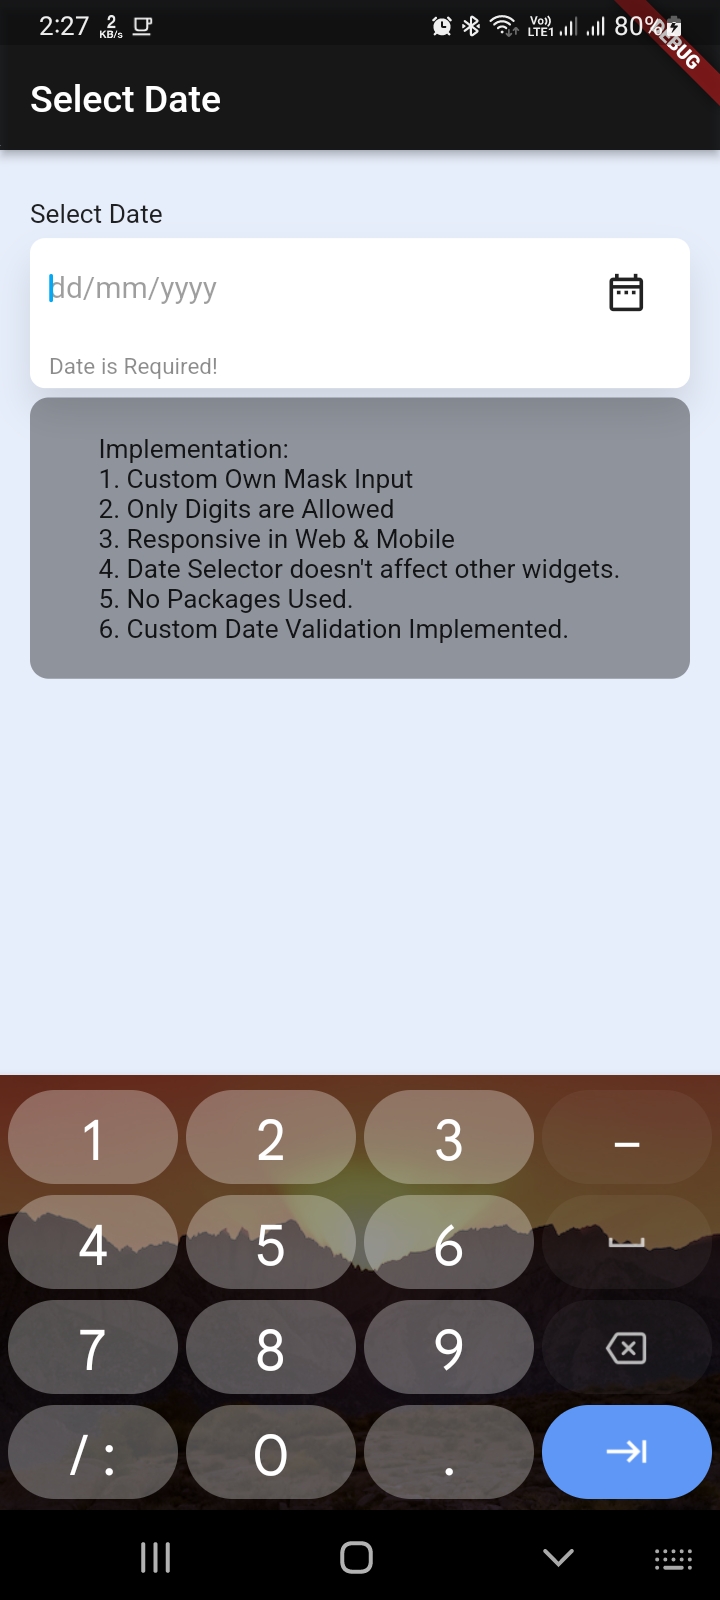 2:27 2 KB/s Vo)) LTE1 80%
DEBUG
Select Date
Select Date
dd/mm/yyyy
Date is Required!
Implementation:
1. Custom Own Mask Input
2. Only Digits are Allowed
3. Responsive in Web & Mobile
4. Date Selector doesn't affect other widgets.
5. No Packages Used.
6. Custom Date Validation Implemented.
1 2 3 –
4 5 6
7 8 9
/ : 0 .